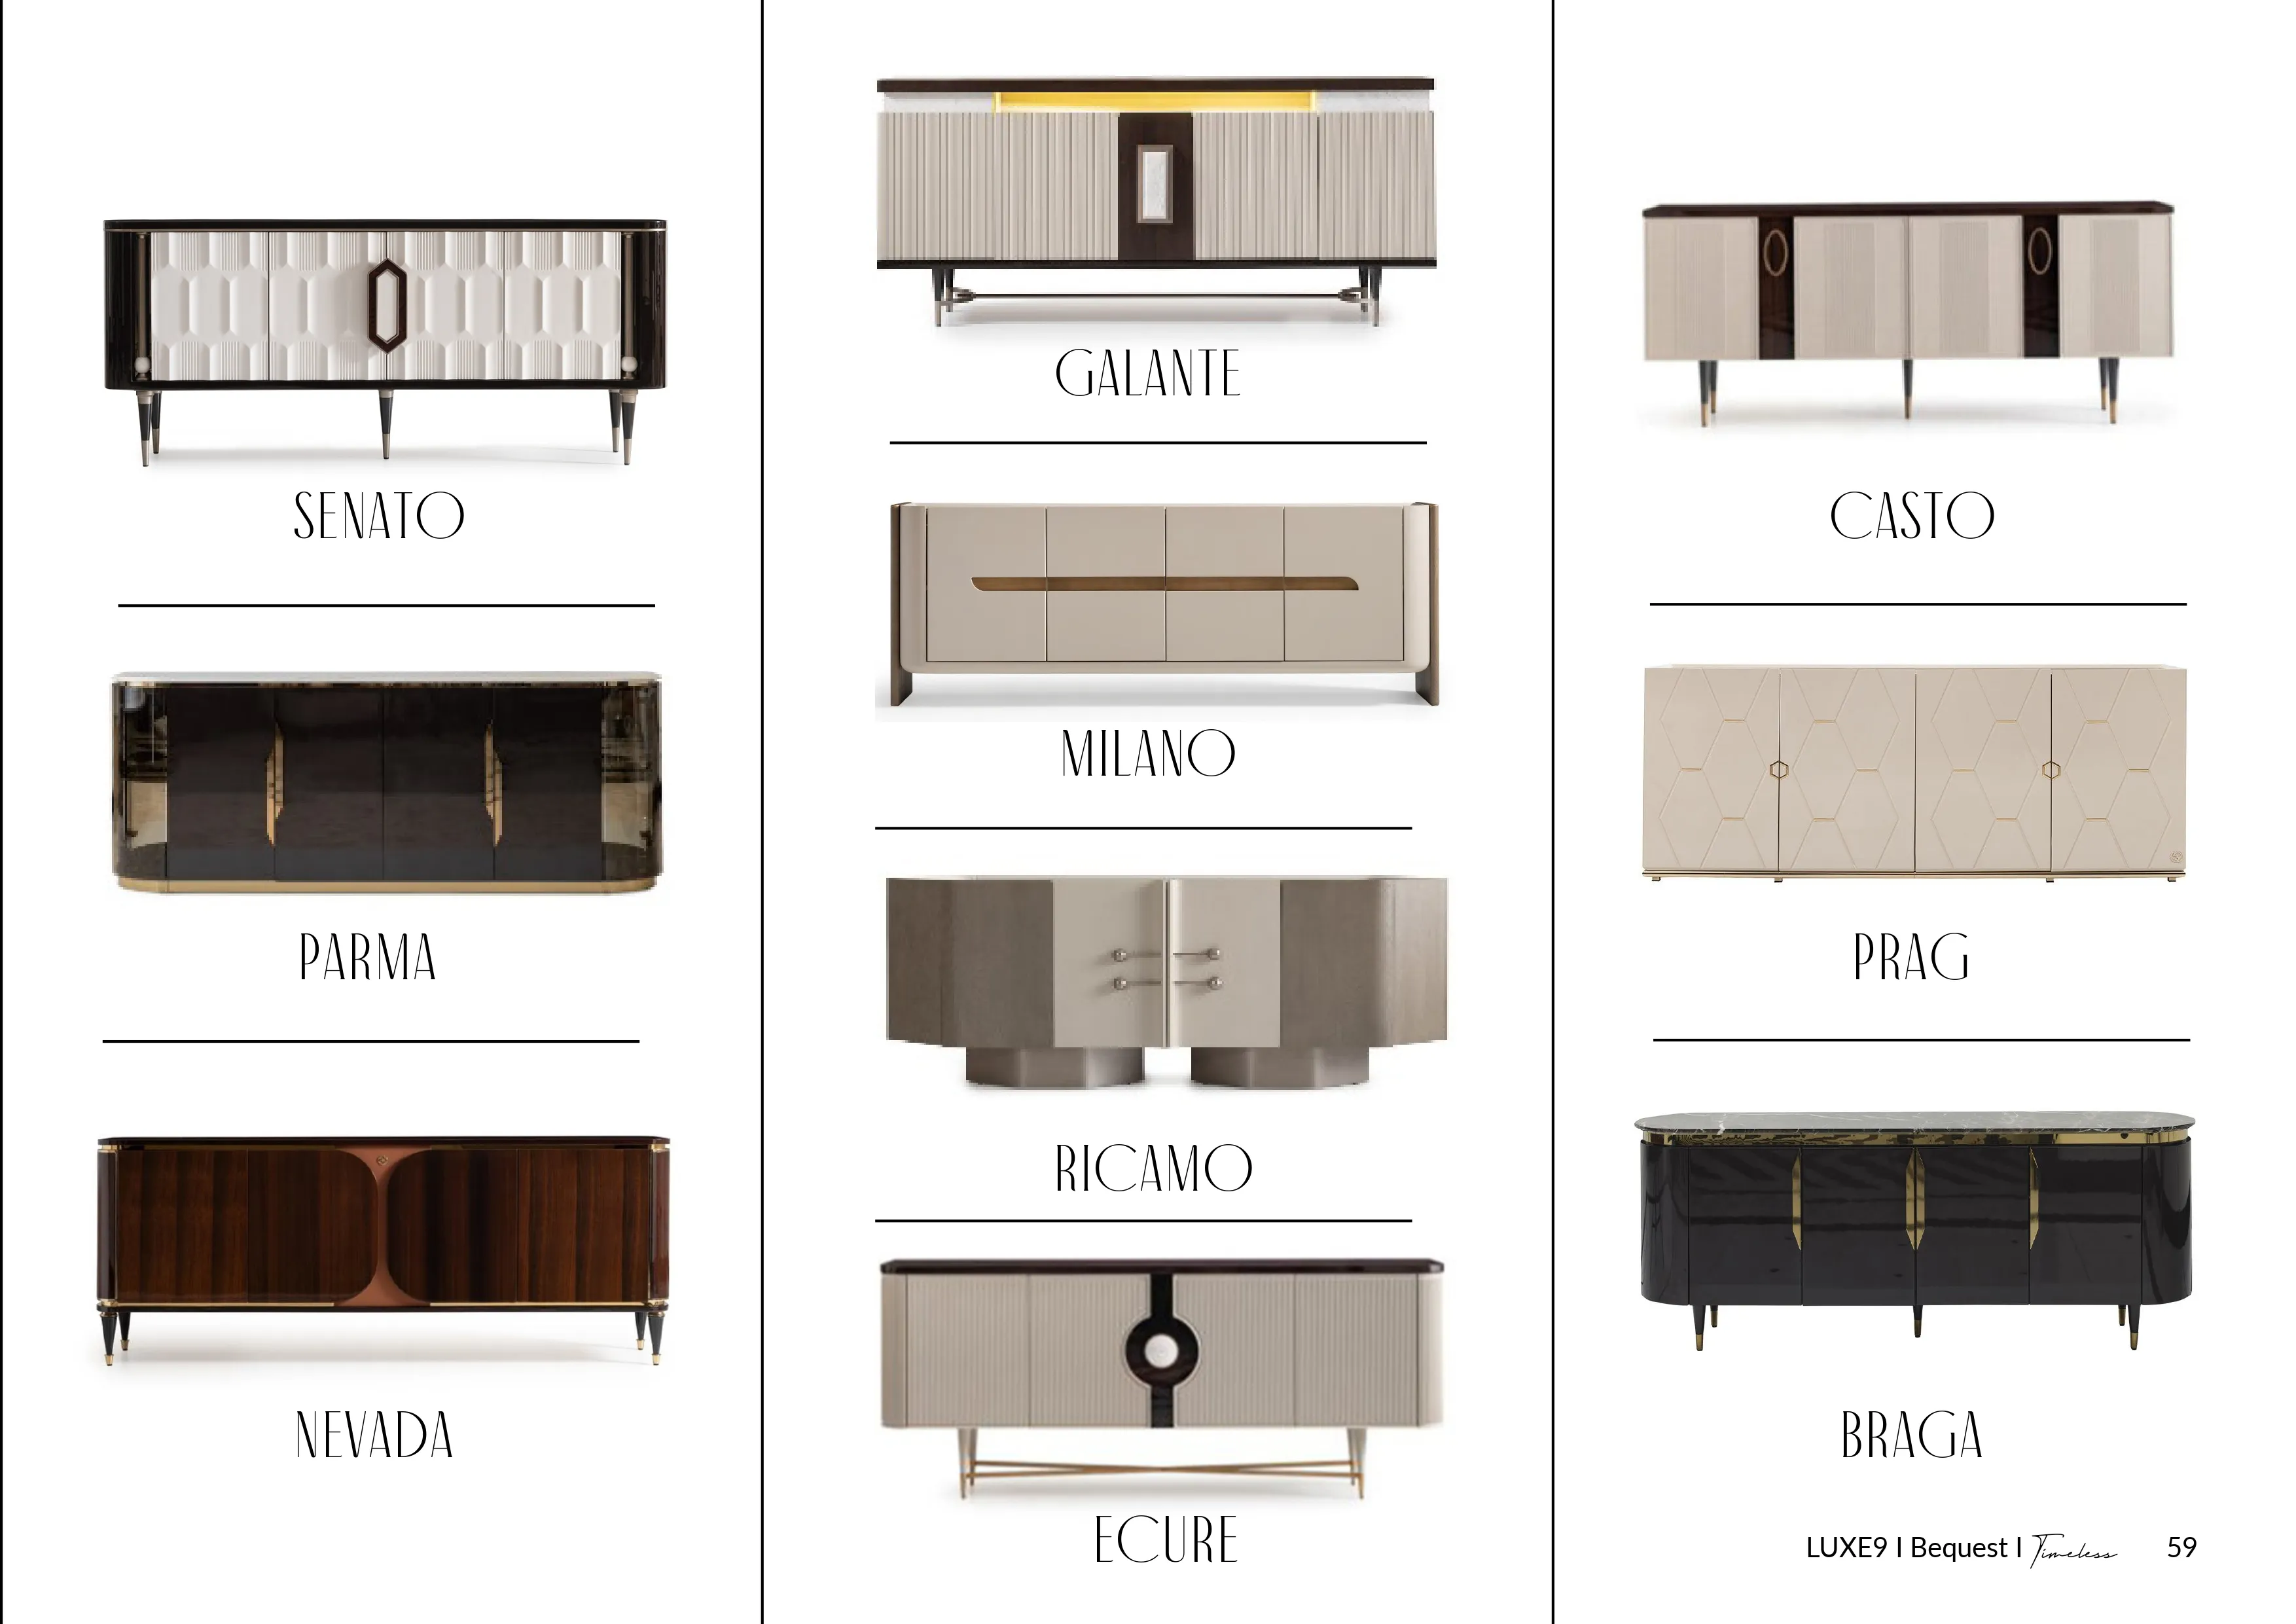 SENATO
PARMA
NEVADA
GALANTE
MILANO
RICAMO
ECURE
CASTO
PRAG
BRAGA
LUXE9 I Bequest I Timeless 59